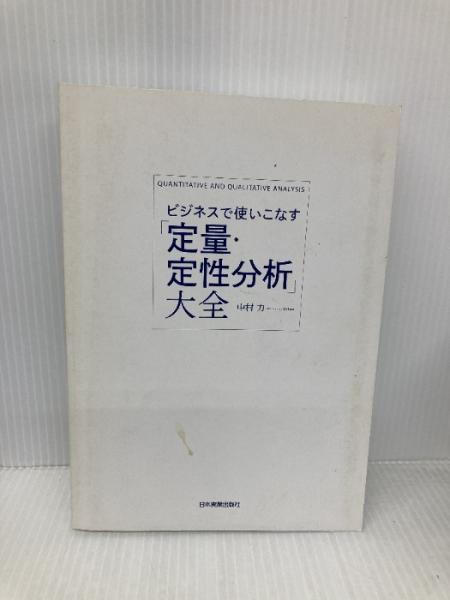 QUANTITATIVE AND QUALITATIVE ANALYSIS
ビジネスで使いこなす
「定量・
定性分析」
大全
中村 力
日本実業出版社